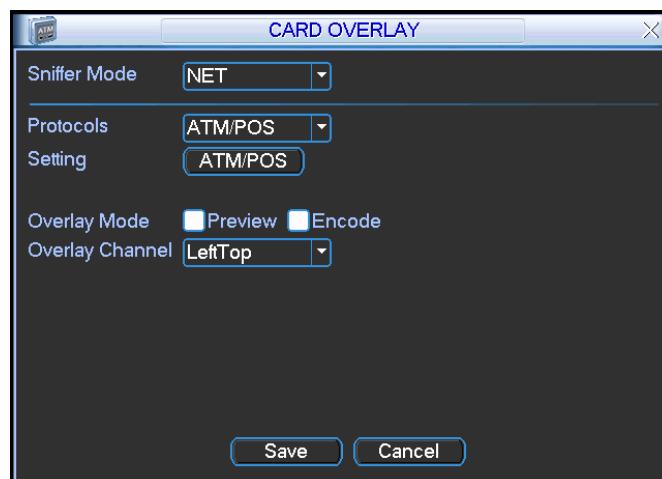 ATM
CARD OVERLAY
Sniffer Mode NET
Protocols ATM/POS
Setting ATM/POS
Overlay Mode Preview Encode
Overlay Channel LeftTop
Save Cancel